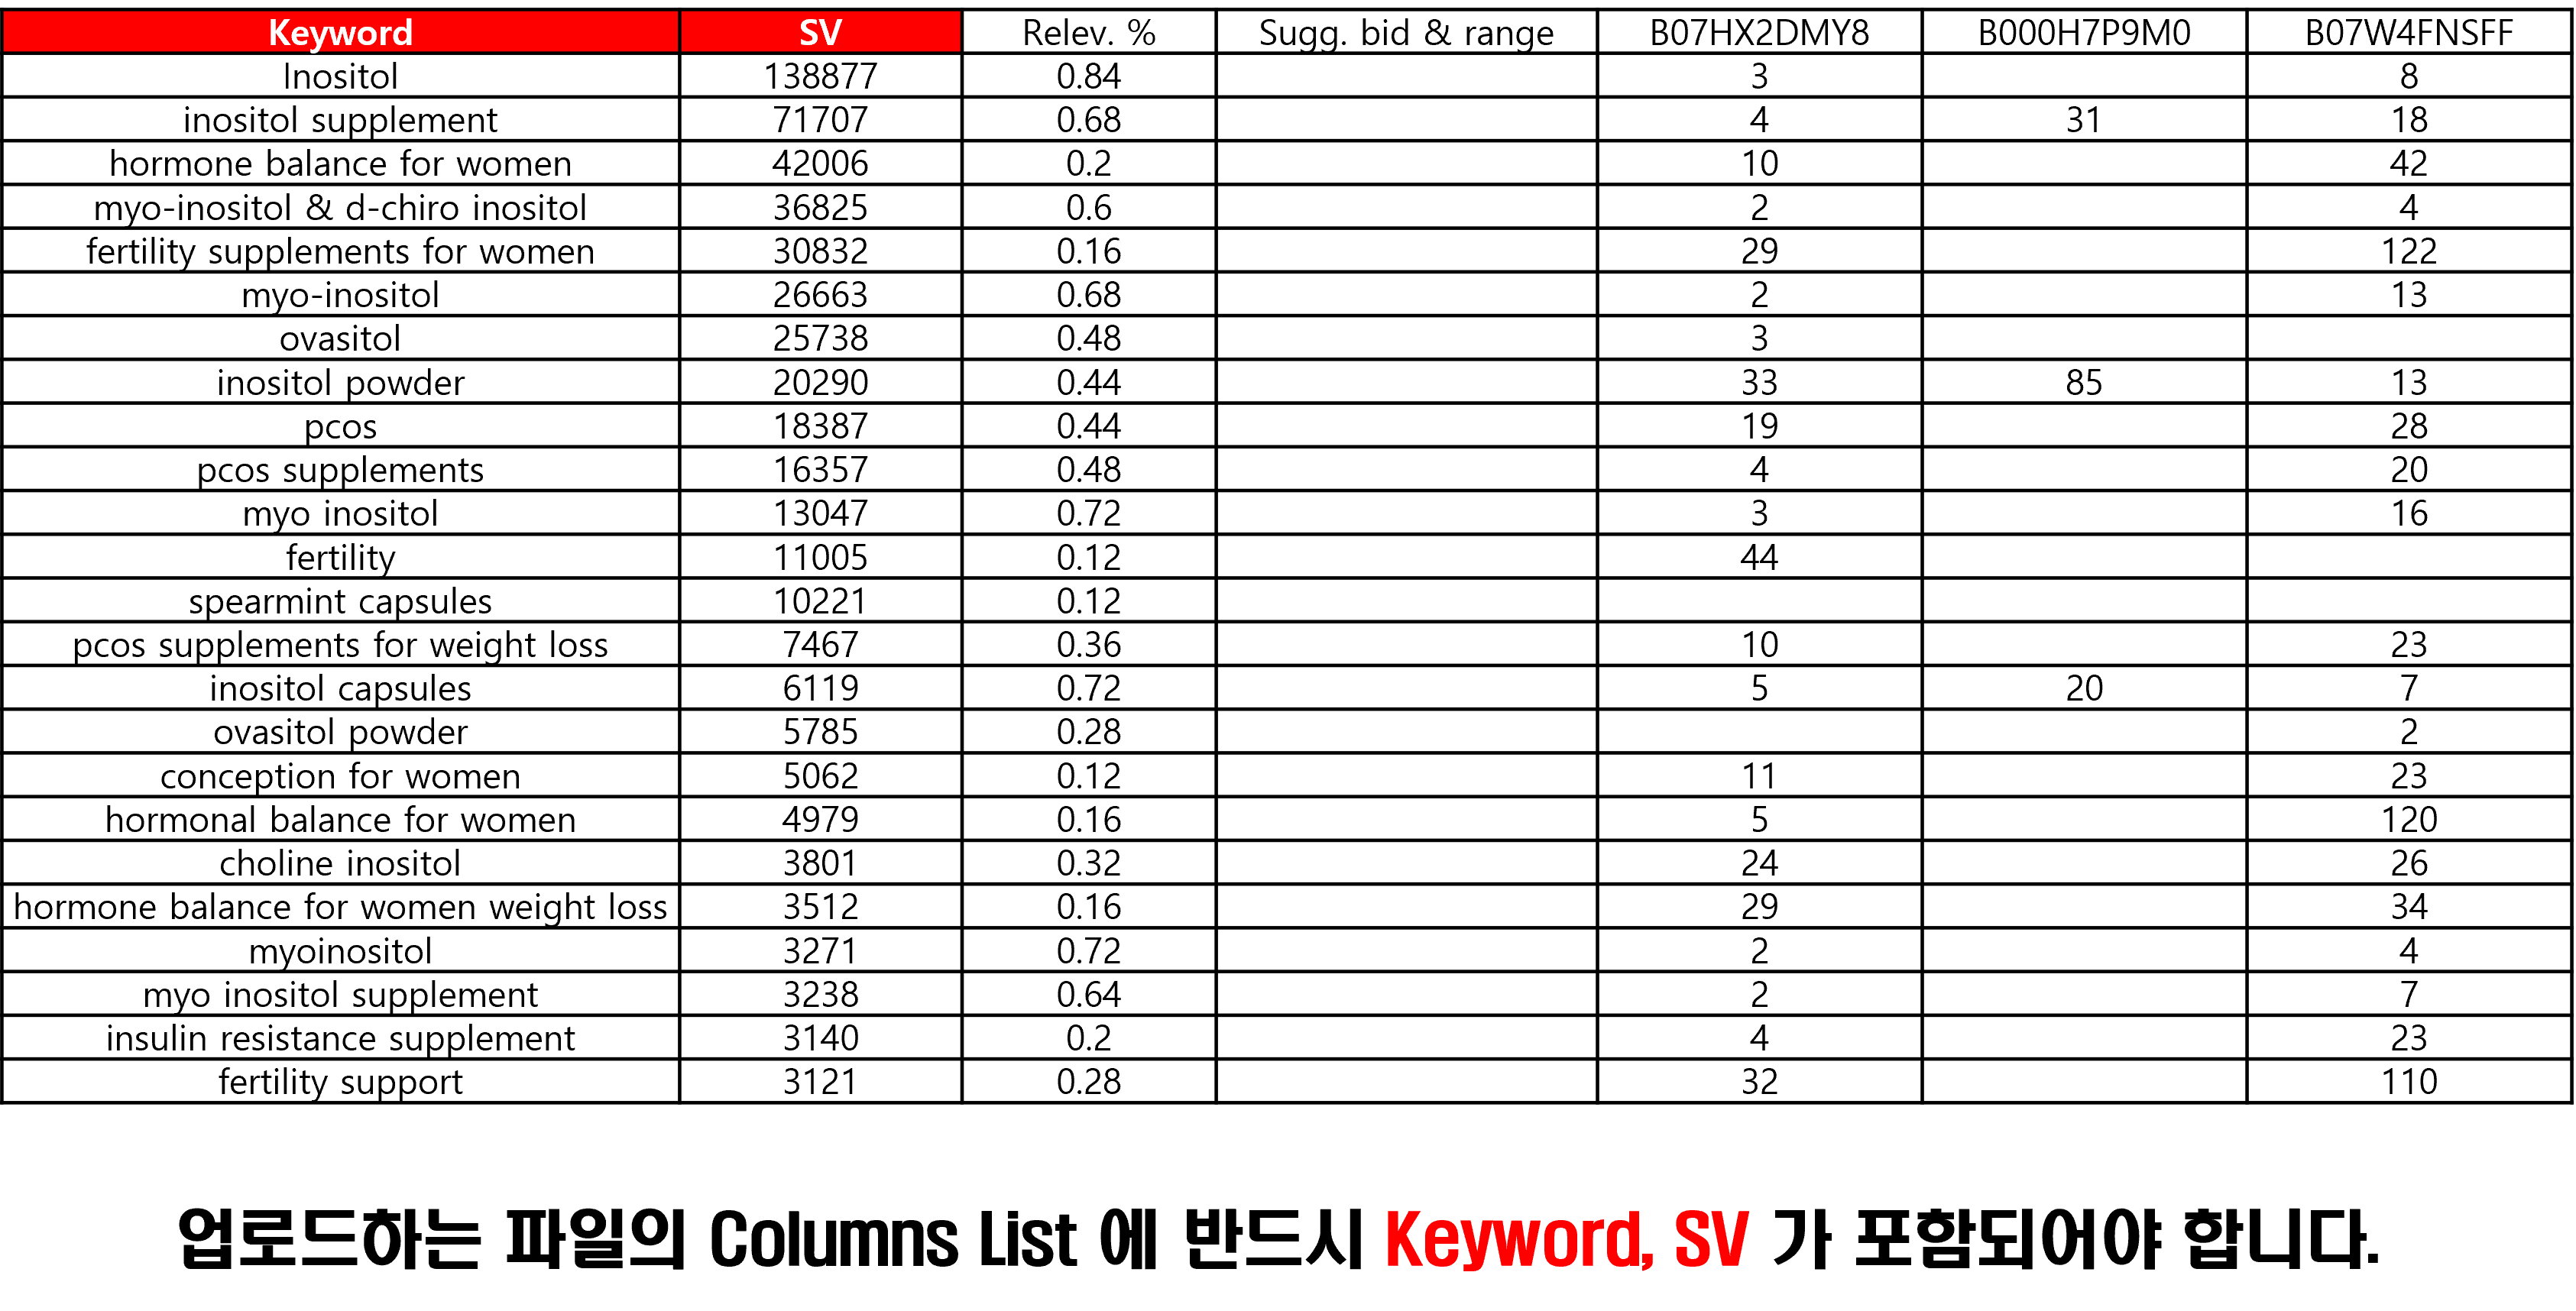 Keyword SV Relev. % Sugg. bid & range B07HX2DMY8 B000H7P9M0 B07W4FNSFF
Inositol 138877 0.84 3 8
inositol supplement 71707 0.68 4 31 18
hormone balance for women 42006 0.2 10 42
myo-inositol & d-chiro inositol 36825 0.6 2 4
fertility supplements for women 30832 0.16 29 122
myo-inositol 26663 0.68 2 13
ovasitol 25738 0.48 3
inositol powder 20290 0.44 33 85 13
pcos 18387 0.44 19 28
pcos supplements 16357 0.48 4 20
myo inositol 13047 0.72 3 16
fertility 11005 0.12 44
spearmint capsules 10221 0.12
pcos supplements for weight loss 7467 0.36 10 23
inositol capsules 6119 0.72 5 20 7
ovasitol powder 5785 0.28 2
conception for women 5062 0.12 11 23
hormonal balance for women 4979 0.16 5 120
choline inositol 3801 0.32 24 26
hormone balance for women weight loss 3512 0.16 29 34
myoinositol 3271 0.72 2 4
myo inositol supplement 3238 0.64 2 7
insulin resistance supplement 3140 0.2 4 23
fertility support 3121 0.28 32 110
업로드하는 파일의 Columns List 에 반드시 Keyword, SV 가 포함되어야 합니다.